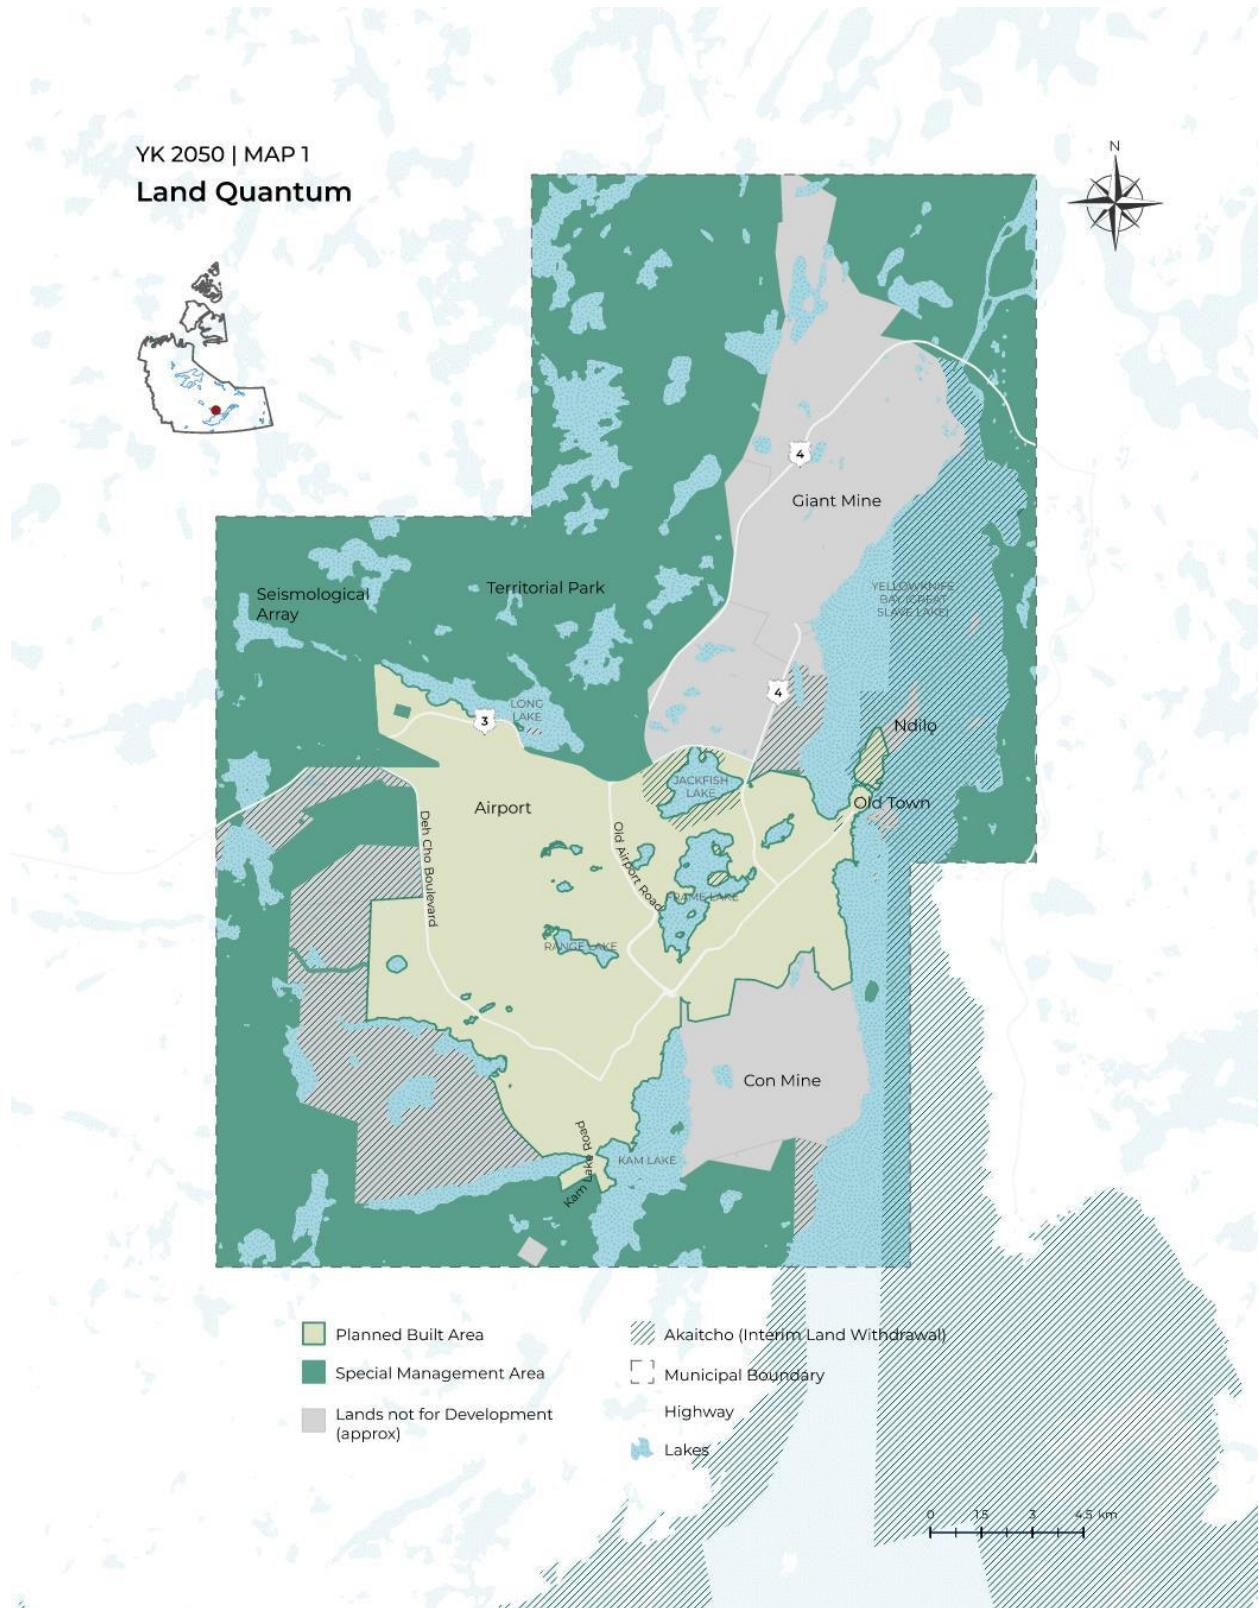 YK 2050 | MAP 1
Land Quantum
N
4
Giant Mine
Seismological
Array
Territorial Park
YELLOWKNIFE
BAY (GREAT
SLAVE LAKE)
4
LONG
LAKE
3
Ndilǫ
JACKFISH
LAKE
Airport
Old Town
Deh Cho Boulevard
Old Airport Road
FRAME LAKE
RANGE LAKE
Con Mine
Kam Lake Road
KAM LAKE
Planned Built Area
Special Management Area
Lands not for Development
(approx)
Akaitcho (Interim Land Withdrawal)
Municipal Boundary
Highway
Lakes
0 1.5 3 4.5 km